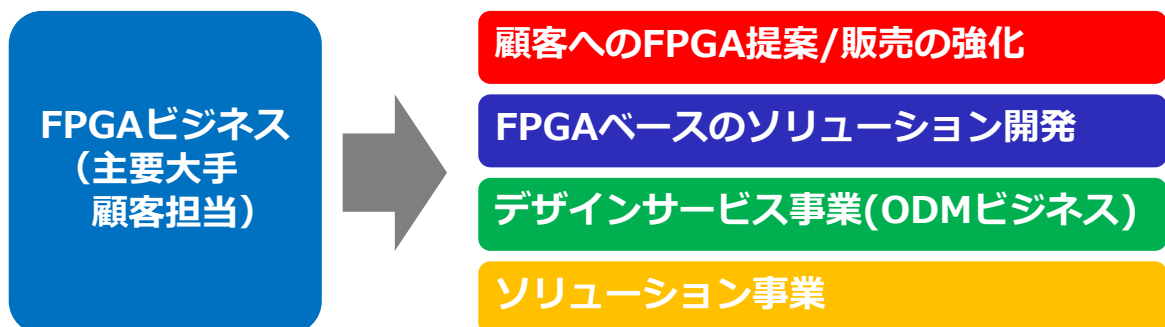 FPGAビジネス
（主要大手
顧客担当）
顧客へのFPGA提案/販売の強化
FPGAベースのソリューション開発
デザインサービス事業(ODMビジネス)
ソリューション事業